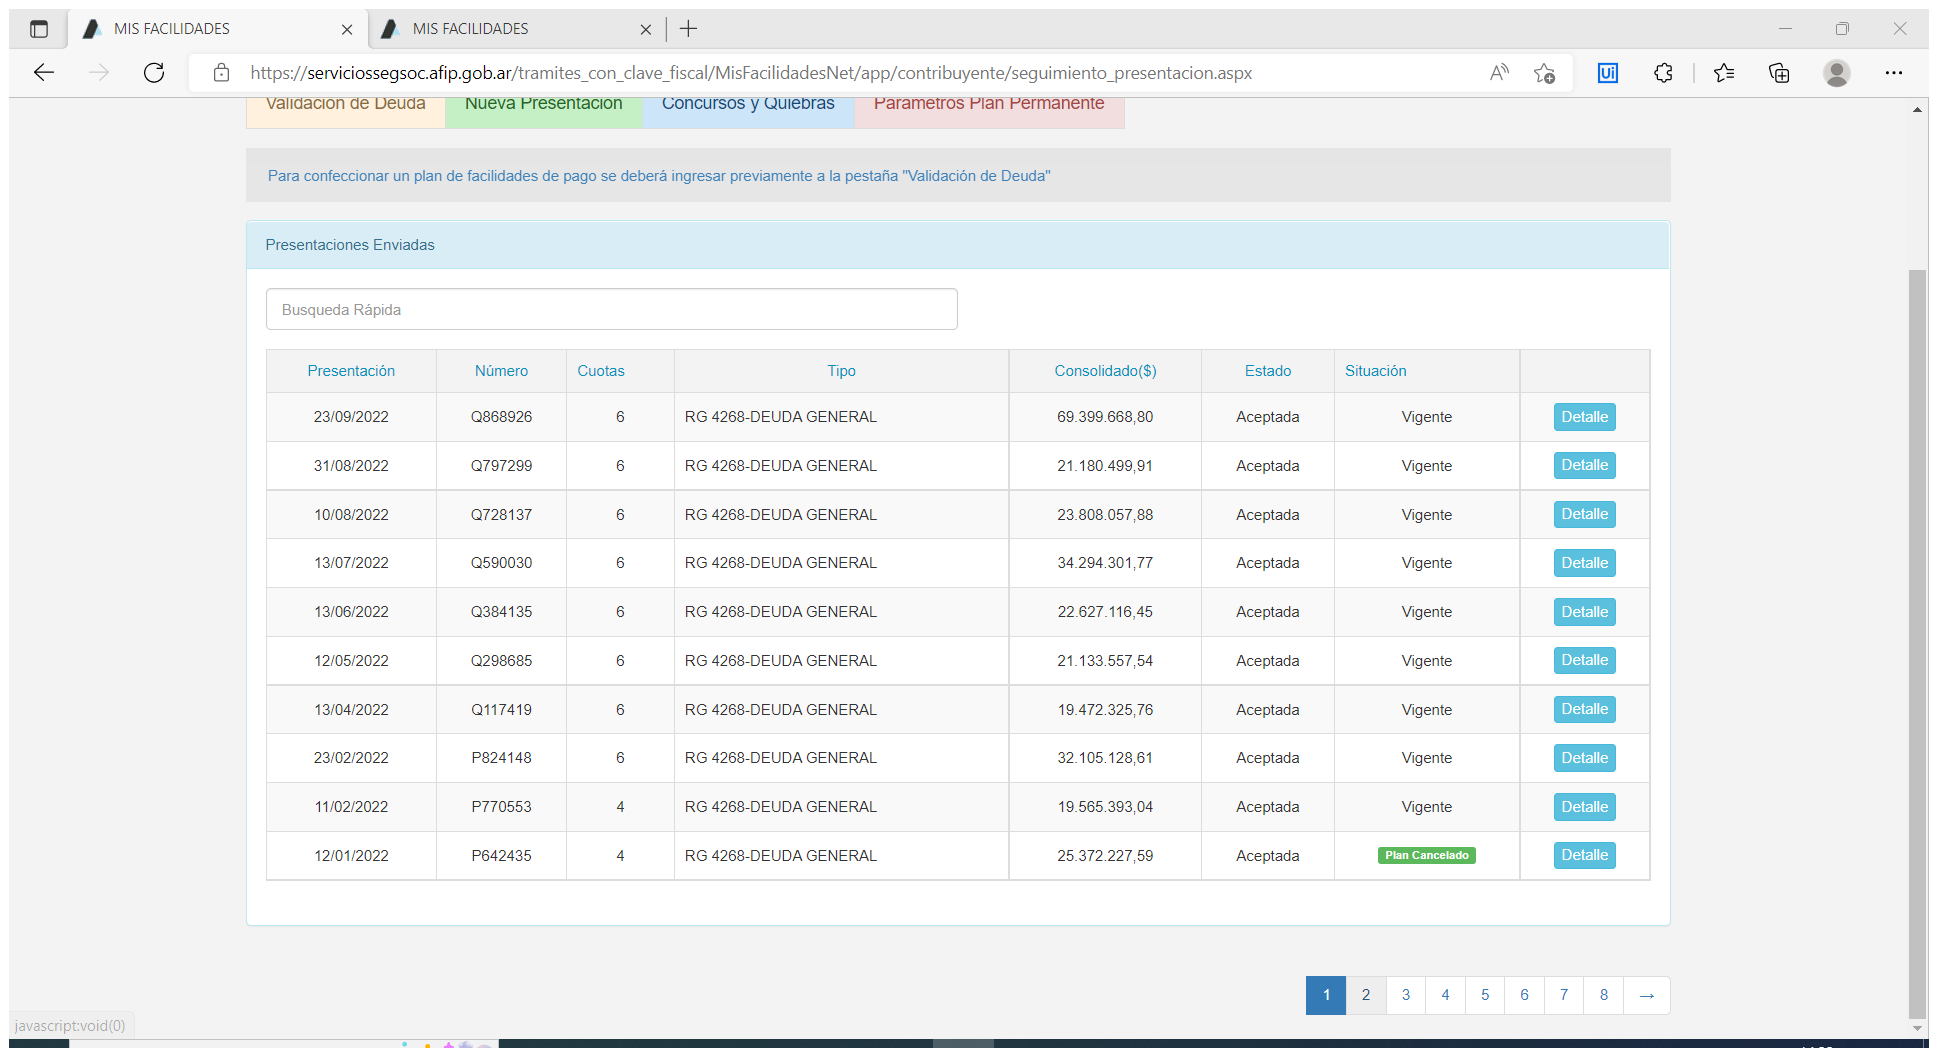 MIS FACILIDADES
MIS FACILIDADES
https://serviciossegsoc.afip.gob.ar/tramites_con_clave_fiscal/MisFacilidadesNet/app/contribuyente/seguimiento_presentacion.aspx
Validación de Deuda Nueva Presentación Concursos y Quiebras Parámetros Plan Permanente
Para confeccionar un plan de facilidades de pago se deberá ingresar previamente a la pestaña "Validación de Deuda"
Presentaciones Enviadas
Busqueda Rápida
Presentación Número Cuotas Tipo Consolidado($) Estado Situación
23/09/2022 Q868926 6 RG 4268-DEUDA GENERAL 69.399.668,80 Aceptada Vigente Detalle
31/08/2022 Q797299 6 RG 4268-DEUDA GENERAL 21.180.499,91 Aceptada Vigente Detalle
10/08/2022 Q728137 6 RG 4268-DEUDA GENERAL 23.808.057,88 Aceptada Vigente Detalle
13/07/2022 Q590030 6 RG 4268-DEUDA GENERAL 34.294.301,77 Aceptada Vigente Detalle
13/06/2022 Q384135 6 RG 4268-DEUDA GENERAL 22.627.116,45 Aceptada Vigente Detalle
12/05/2022 Q298685 6 RG 4268-DEUDA GENERAL 21.133.557,54 Aceptada Vigente Detalle
13/04/2022 Q117419 6 RG 4268-DEUDA GENERAL 19.472.325,76 Aceptada Vigente Detalle
23/02/2022 P824148 6 RG 4268-DEUDA GENERAL 32.105.128,61 Aceptada Vigente Detalle
11/02/2022 P770553 4 RG 4268-DEUDA GENERAL 19.565.393,04 Aceptada Vigente Detalle
12/01/2022 P642435 4 RG 4268-DEUDA GENERAL 25.372.227,59 Aceptada Plan Cancelado Detalle
1 2 3 4 5 6 7 8 →
javascript:void(0)